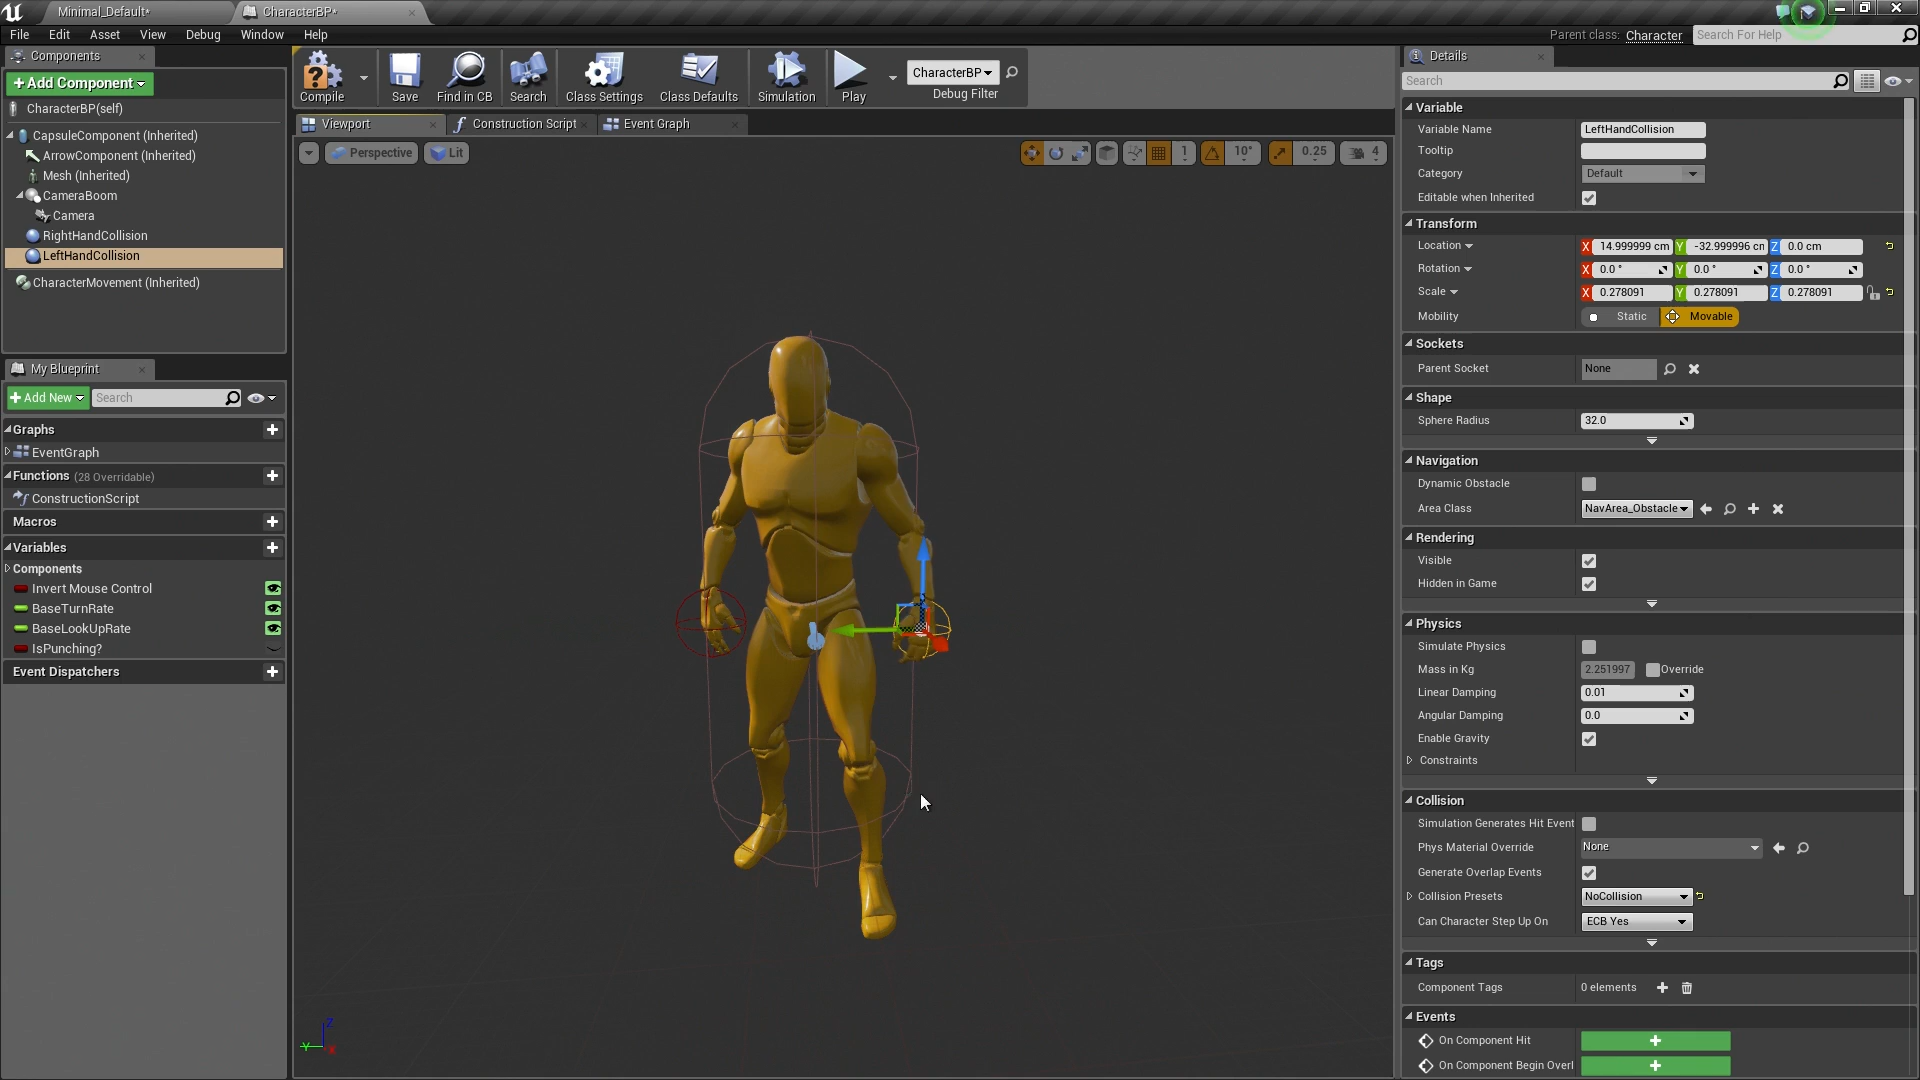 Minimal_Default*
CharacterBP*
File Edit Asset View Debug Window Help
Parent class: Character
Search For Help
Components
+Add Component
CharacterBP(self)
CapsuleComponent (Inherited)
ArrowComponent (Inherited)
Mesh (Inherited)
CameraBoom
Camera
RightHandCollision
LeftHandCollision
CharacterMovement (Inherited)
My Blueprint
+Add New
Search
Graphs
EventGraph
Functions (28 Overridable)
ConstructionScript
Macros
Variables
Components
Invert Mouse Control
BaseTurnRate
BaseLookUpRate
IsPunching?
Event Dispatchers
Compile
Save
Find in CB
Search
Class Settings
Class Defaults
Simulation
Play
CharacterBP
Debug Filter
Viewport
Construction Script
Event Graph
Perspective
Lit
1
10°
0.25
4
Z
Y
X
Details
Search
Variable
Variable Name LeftHandCollision
Tooltip
Category Default
Editable when Inherited
Transform
Location X 14.999999 cm Y -32.999996 cm Z 0.0 cm
Rotation X 0.0 ° Y 0.0 ° Z 0.0 °
Scale X 0.278091 Y 0.278091 Z 0.278091
Mobility Static Movable
Sockets
Parent Socket None
Shape
Sphere Radius 32.0
Navigation
Dynamic Obstacle
Area Class NavArea_Obstacle
Rendering
Visible
Hidden in Game
Physics
Simulate Physics
Mass in Kg 2.251997 Override
Linear Damping 0.01
Angular Damping 0.0
Enable Gravity
Constraints
Collision
Simulation Generates Hit Event
Phys Material Override None
Generate Overlap Events
Collision Presets NoCollision
Can Character Step Up On ECB Yes
Tags
Component Tags 0 elements
Events
On Component Hit
On Component Begin Overl